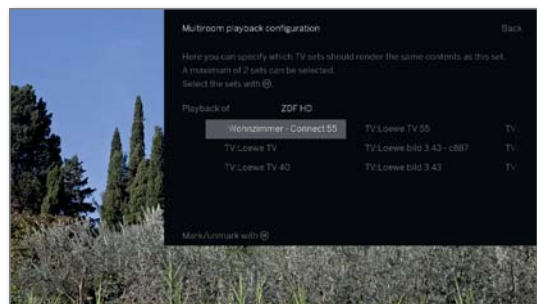 Multiroom playback configuration Back
Here you can specify which TV sets should render the same contents as this set.
A maximum of 2 sets can be selected.
Select the sets with OK.
Playback of ZDF HD
Wohnzimmer - Connect 55 TV:Loewe TV 55 TV:
TV:Loewe TV TV:Loewe bild 3.43 - c887 TV:
TV:Loewe TV 40 TV:Loewe bild 3.43 TV:
Mark/unmark with OK